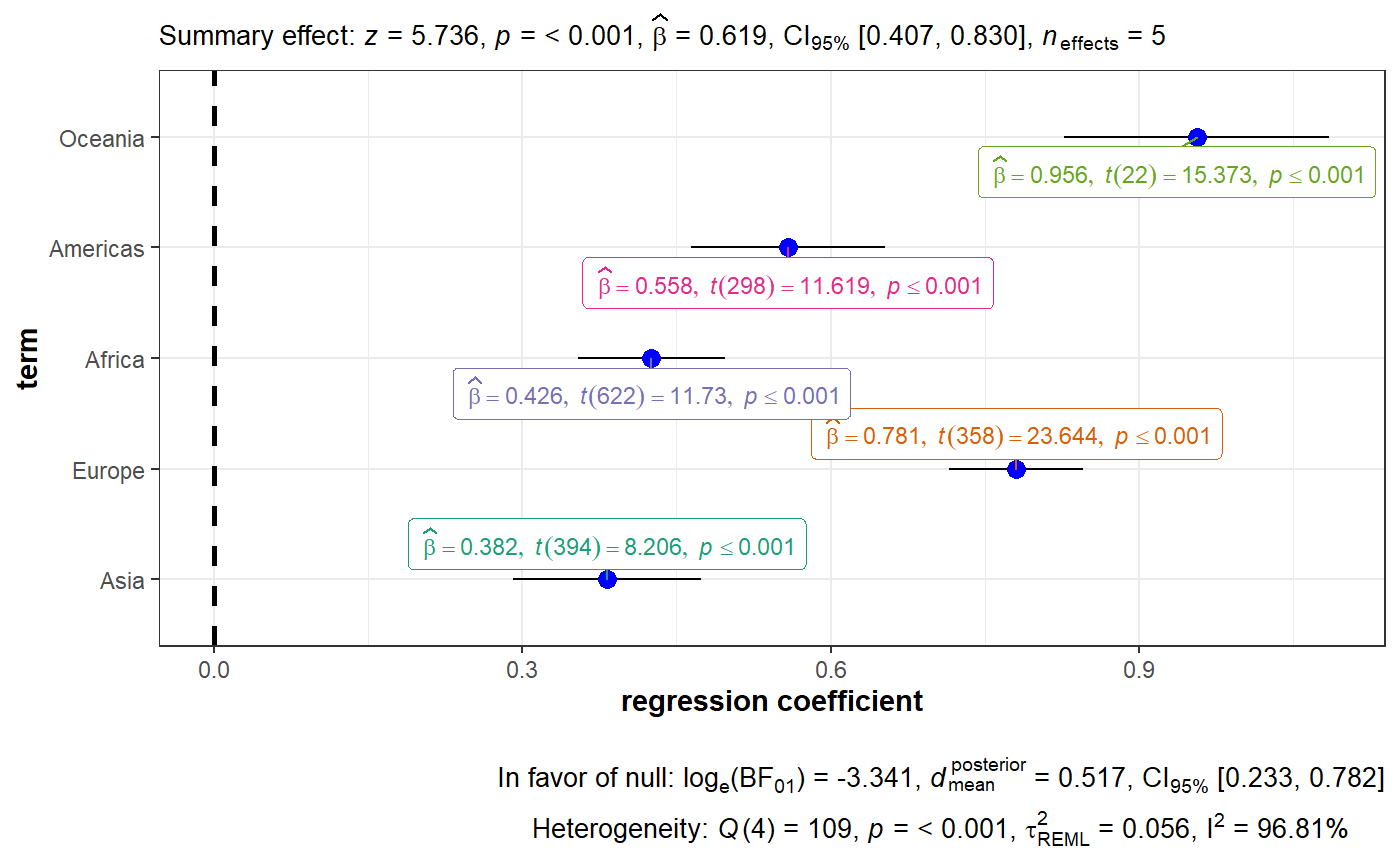 Summary effect: z = 5.736, p = < 0.001, β̂ = 0.619, CI95% [0.407, 0.830], neffects = 5
term
Oceania
β̂ = 0.956, t(22) = 15.373, p ≤ 0.001
Americas
β̂ = 0.558, t(298) = 11.619, p ≤ 0.001
Africa
β̂ = 0.426, t(622) = 11.73, p ≤ 0.001
β̂ = 0.781, t(358) = 23.644, p ≤ 0.001
Europe
β̂ = 0.382, t(394) = 8.206, p ≤ 0.001
Asia
0.0 0.3 0.6 0.9
regression coefficient
In favor of null: loge(BF01) = -3.341, dposterior mean = 0.517, CI95% [0.233, 0.782]
Heterogeneity: Q(4) = 109, p = < 0.001, τ2REML = 0.056, I2 = 96.81%